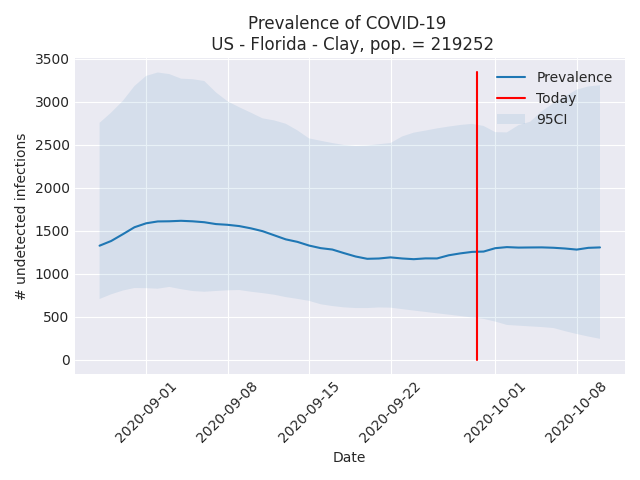 Prevalence of COVID-19
US - Florida - Clay, pop. = 219252
3500
3000
2500
2000
1500
1000
500
0
# undetected infections
Prevalence
Today
95CI
2020-09-01
2020-09-08
2020-09-15
2020-09-22
2020-10-01
2020-10-08
Date